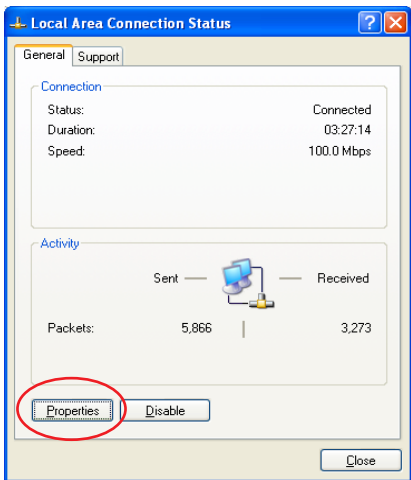 Local Area Connection Status
General Support
Connection
Status: Connected
Duration: 03:27:14
Speed: 100.0 Mbps
Activity
Sent — — Received
Packets: 5,866 | 3,273
Properties Disable
Close